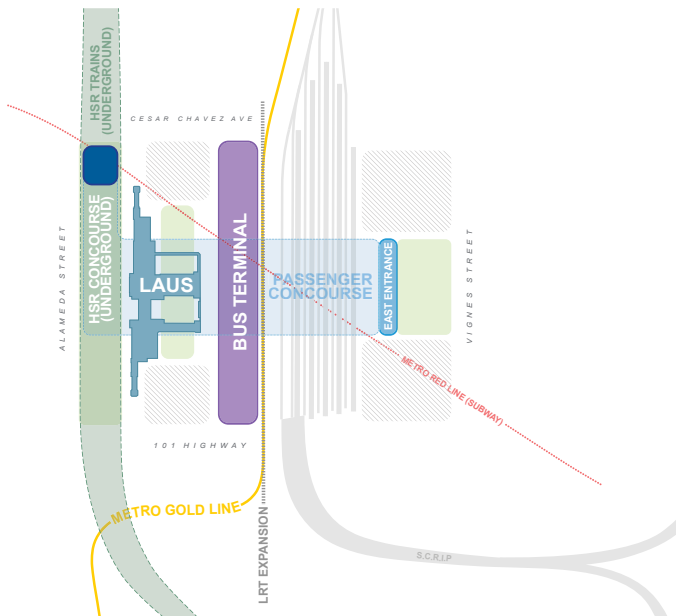 HSR TRAINS
(UNDERGROUND)
CESAR CHAVEZ AVE
HSR CONCOURSE
(UNDERGROUND)
ALAMEDA STREET
LAUS
BUS TERMINAL
PASSENGER
CONCOURSE
EAST ENTRANCE
VIGNES STREET
METRO RED LINE (SUBWAY)
101 HIGHWAY
METRO GOLD LINE
LRT EXPANSION
S.C.R.I.P